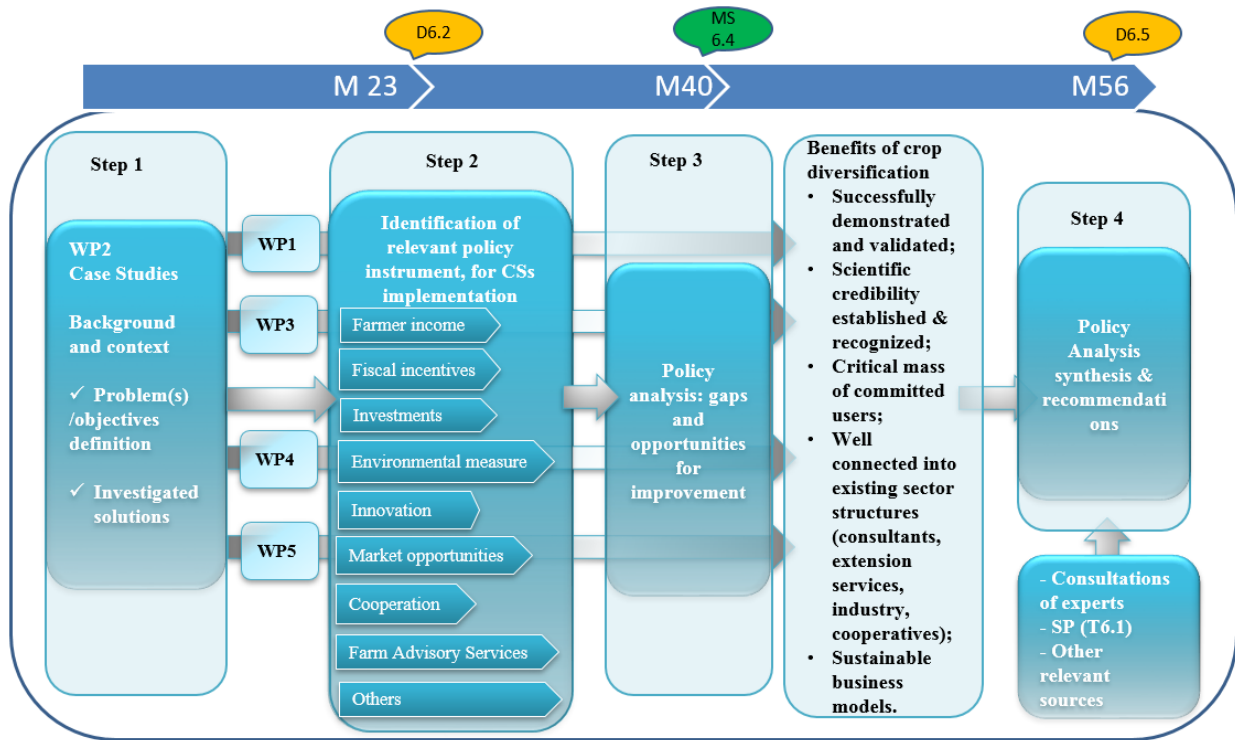 D6.2
MS
6.4
D6.5
M 23
M40
M56
Step 1
WP2
Case Studies
Background
and context
✓ Problem(s)
/objectives
definition
✓ Investigated
solutions
WP1
WP3
WP4
WP5
Step 2
Identification of
relevant policy
instrument, for CSs
implementation
Farmer income
Fiscal incentives
Investments
Environmental measure
Innovation
Market opportunities
Cooperation
Farm Advisory Services
Others
Step 3
Policy
analysis: gaps
and
opportunities
for
improvement
Benefits of crop
diversification
• Successfully
demonstrated
and validated;
• Scientific
credibility
established &
recognized;
• Critical mass
of committed
users;
• Well
connected into
existing sector
structures
(consultants,
extension
services,
industry,
cooperatives);
• Sustainable
business
models.
Step 4
Policy
Analysis
synthesis &
recommendati
ons
- Consultations
of experts
- SP (T6.1)
- Other
relevant
sources